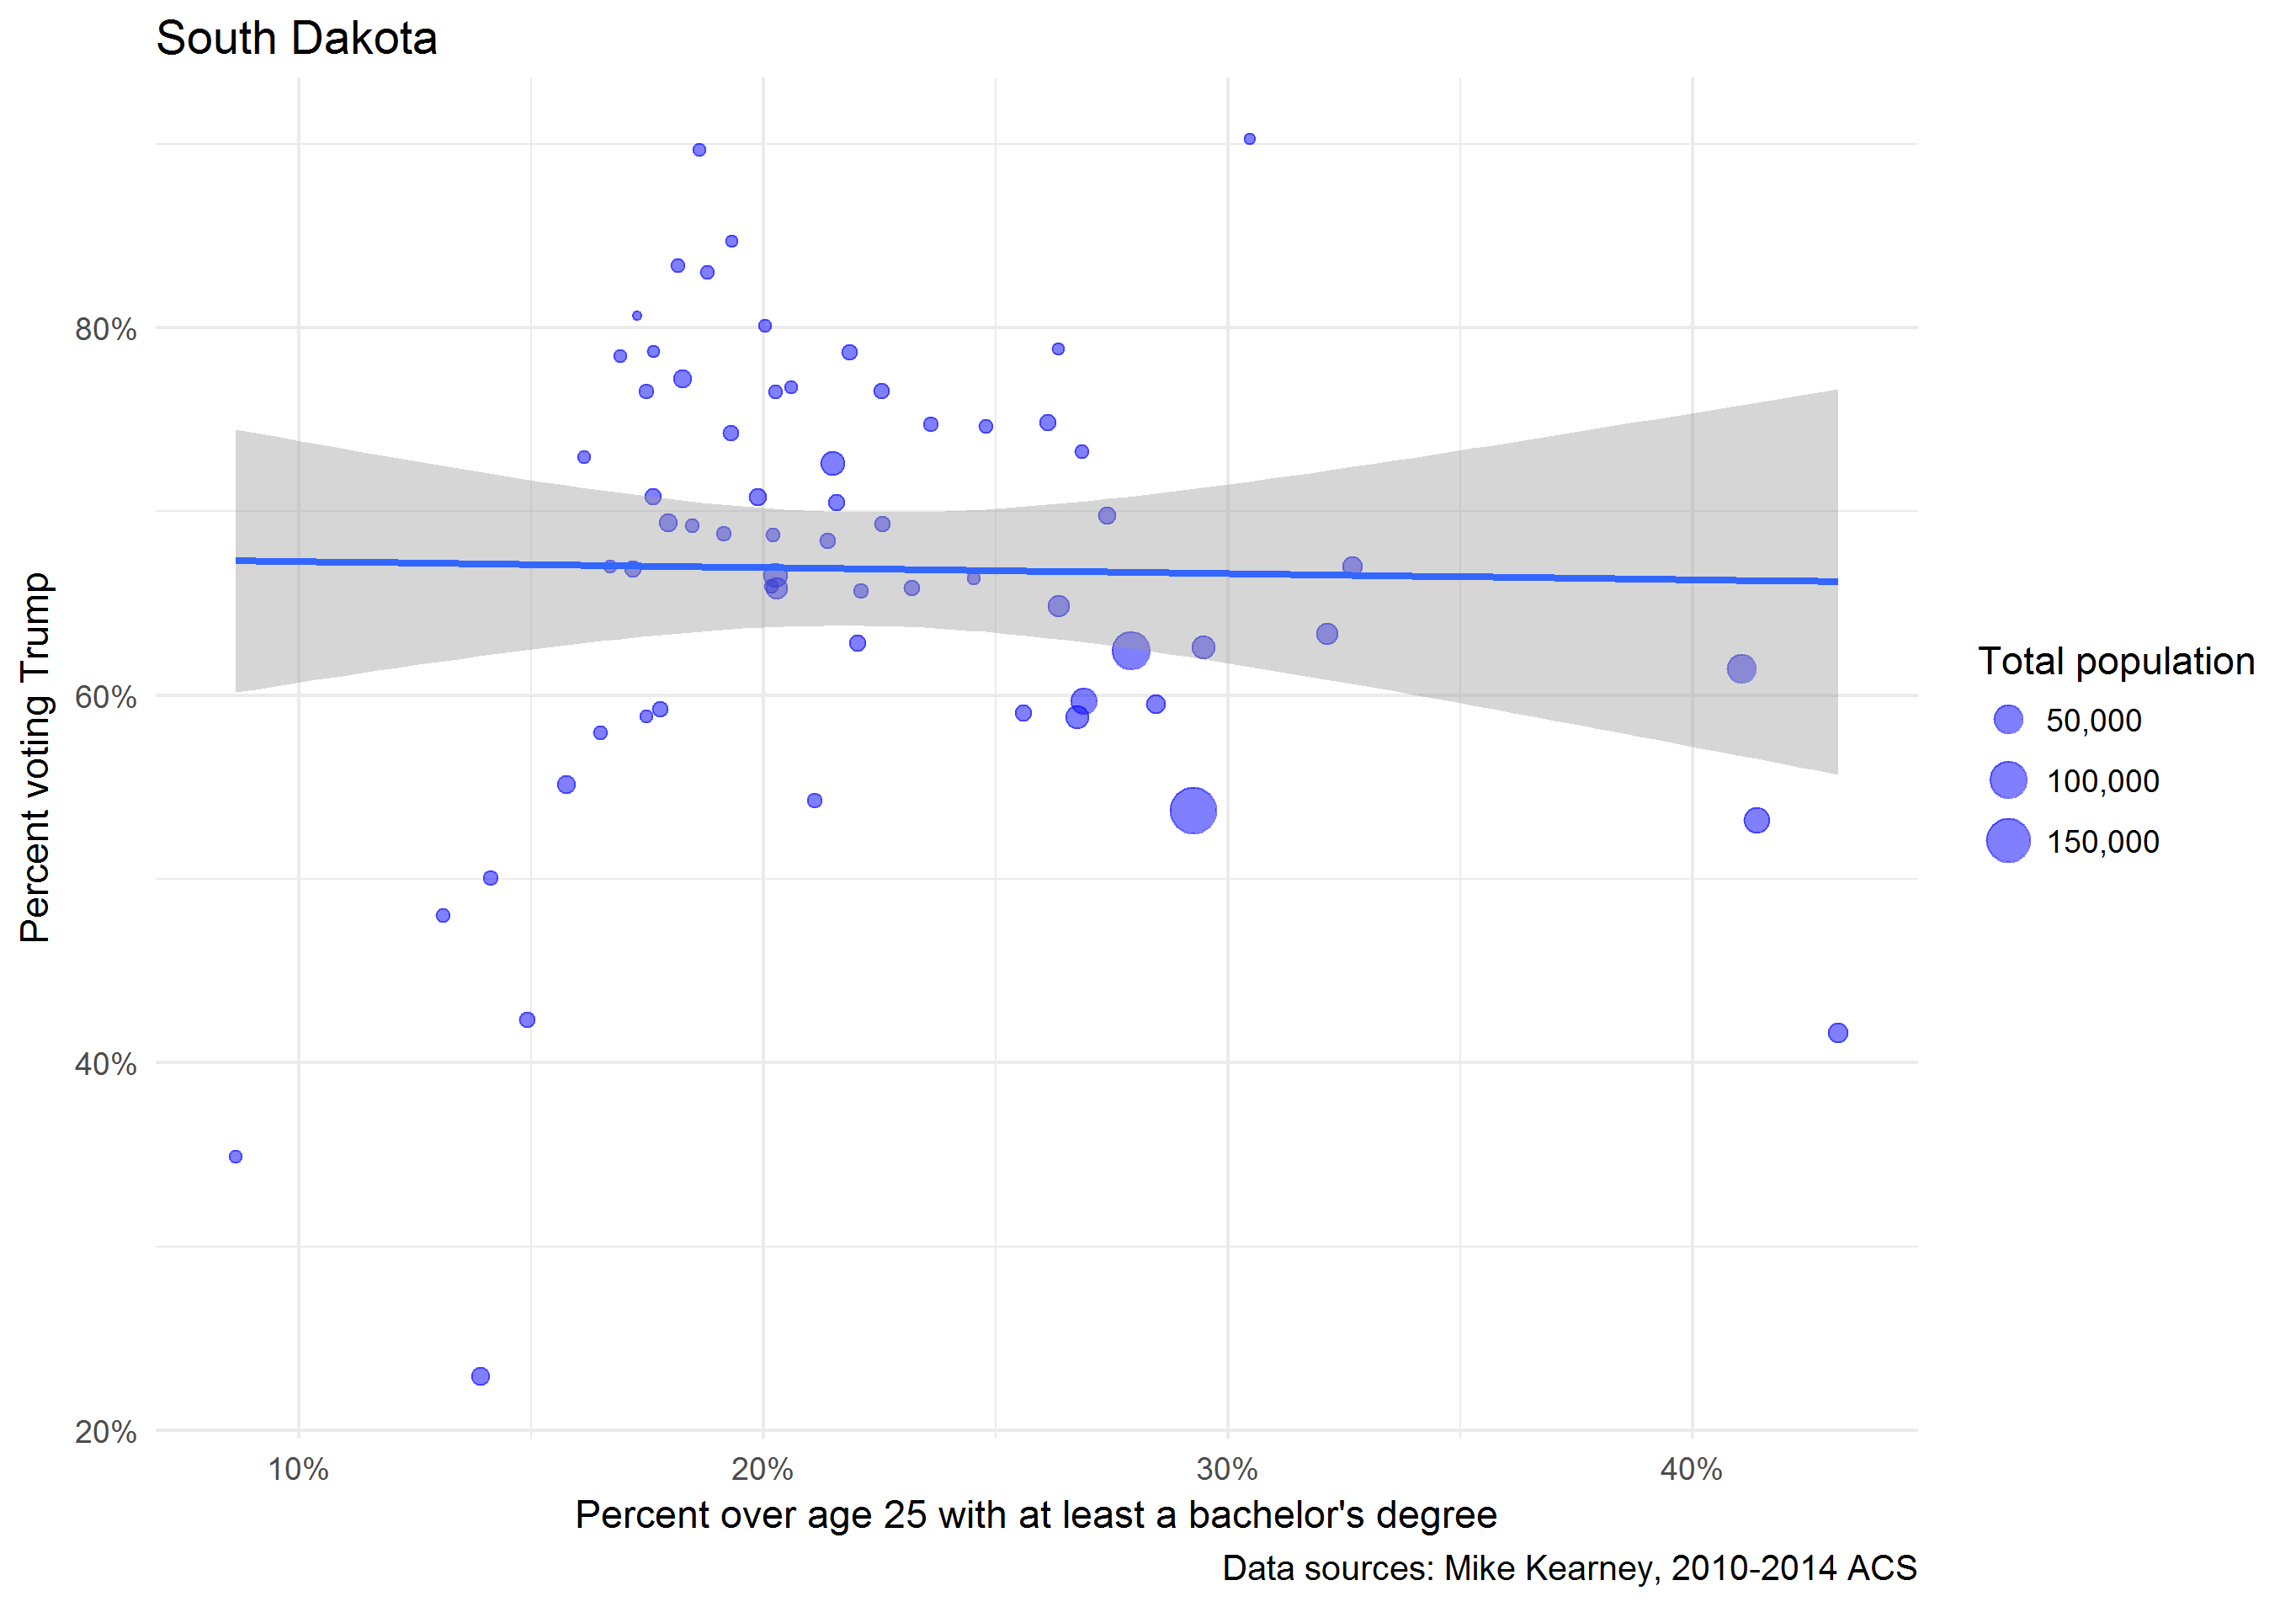 South Dakota
Percent voting Trump
80%
60%
40%
20%
10%
20%
30%
40%
Percent over age 25 with at least a bachelor's degree
Total population
50,000
100,000
150,000
Data sources: Mike Kearney, 2010-2014 ACS